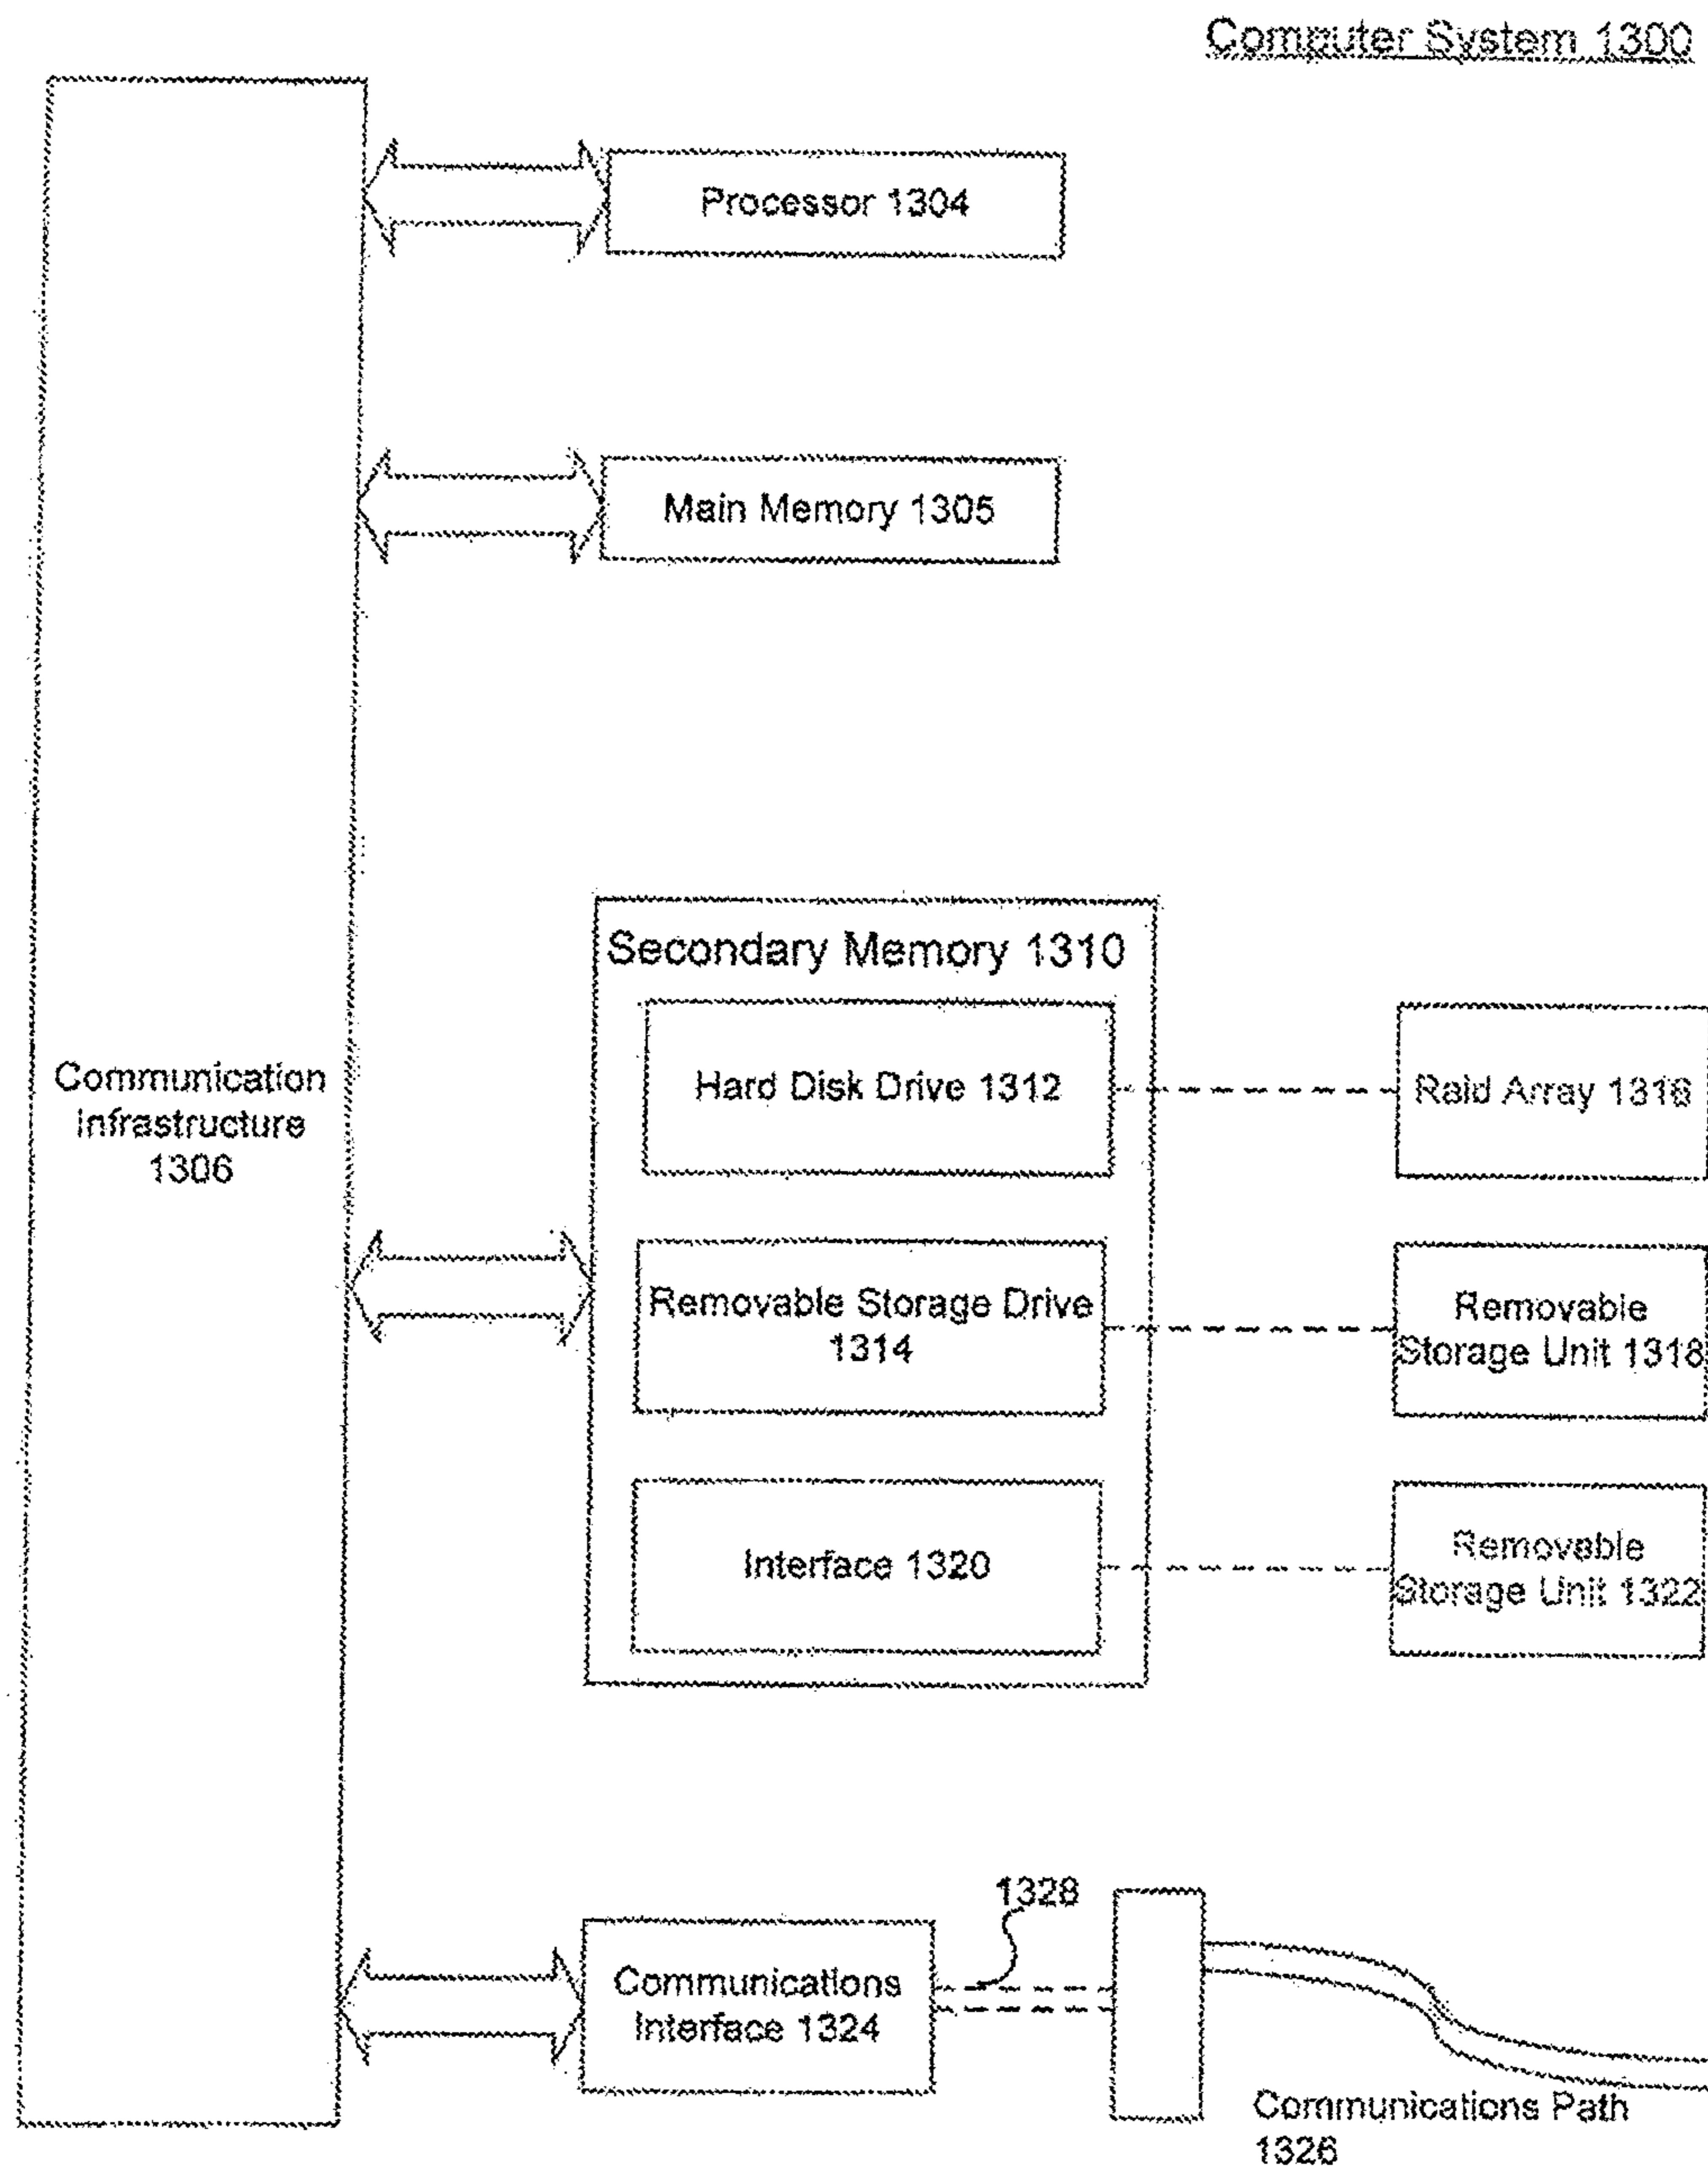 Computer System 1300
Processor 1304
Main Memory 1305
Secondary Memory 1310
Hard Disk Drive 1312
Raid Array 1316
Communication
Infrastructure
1306
Removable Storage Drive
1314
Removable
Storage Unit 1318
Interface 1320
Removable
Storage Unit 1322
1328
Communications
Interface 1324
Communications Path
1326